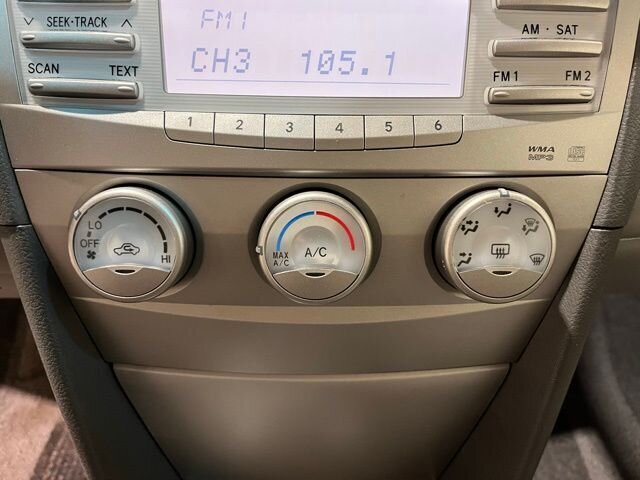 SEEK·TRACK
FM1
CH3 105.1
AM · SAT
SCAN TEXT
FM1 FM2
1 2 3 4 5 6
WMA
MP3
LO
OFF
HI
MAX
A/C
A/C